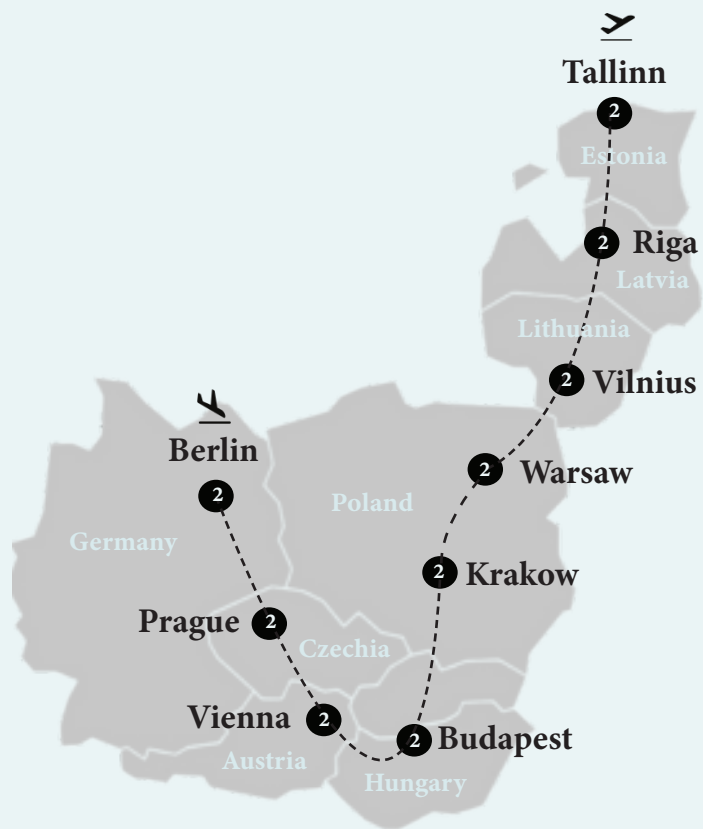 Tallinn
2
Estonia
2 Riga
Latvia
Lithuania
2 Vilnius
Berlin
2 Warsaw
2
Poland
Germany
2 Krakow
Prague 2
Czechia
Vienna 2
2 Budapest
Austria
Hungary